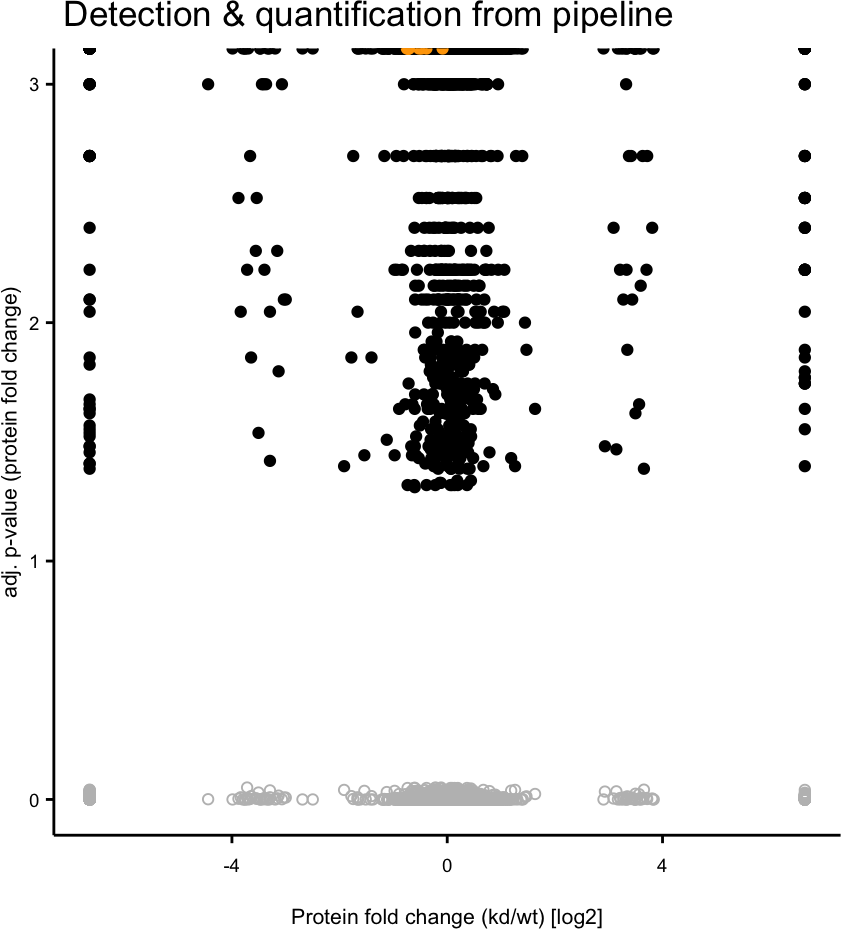 Detection & quantification from pipeline
3
2
1
0
adj. p-value (protein fold change)
-4
0
4
Protein fold change (kd/wt) [log2]